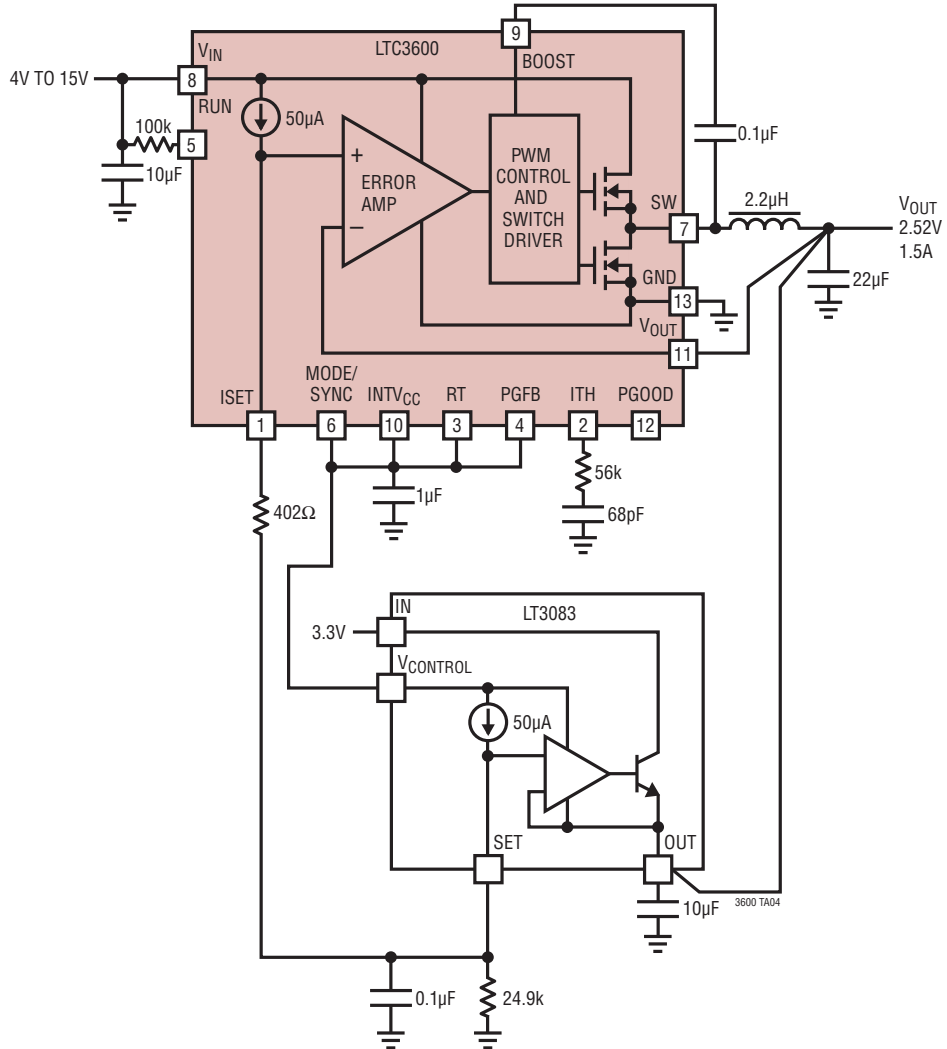 9
LTC3600
BOOST
VIN
4V TO 15V
8
RUN
50µA
100k
5
10µF
+
ERROR
AMP
–
PWM
CONTROL
AND
SWITCH
DRIVER
0.1µF
SW
7
2.2µH
VOUT
2.52V
1.5A
22µF
GND
13
VOUT
11
ISET
MODE/
SYNC
INTVCC
RT
PGFB
ITH
PGOOD
1
6
10
3
4
2
12
402Ω
1µF
56k
68pF
IN
LT3083
3.3V
VCONTROL
50µA
SET
OUT
10µF
3600 TA04
0.1µF
24.9k